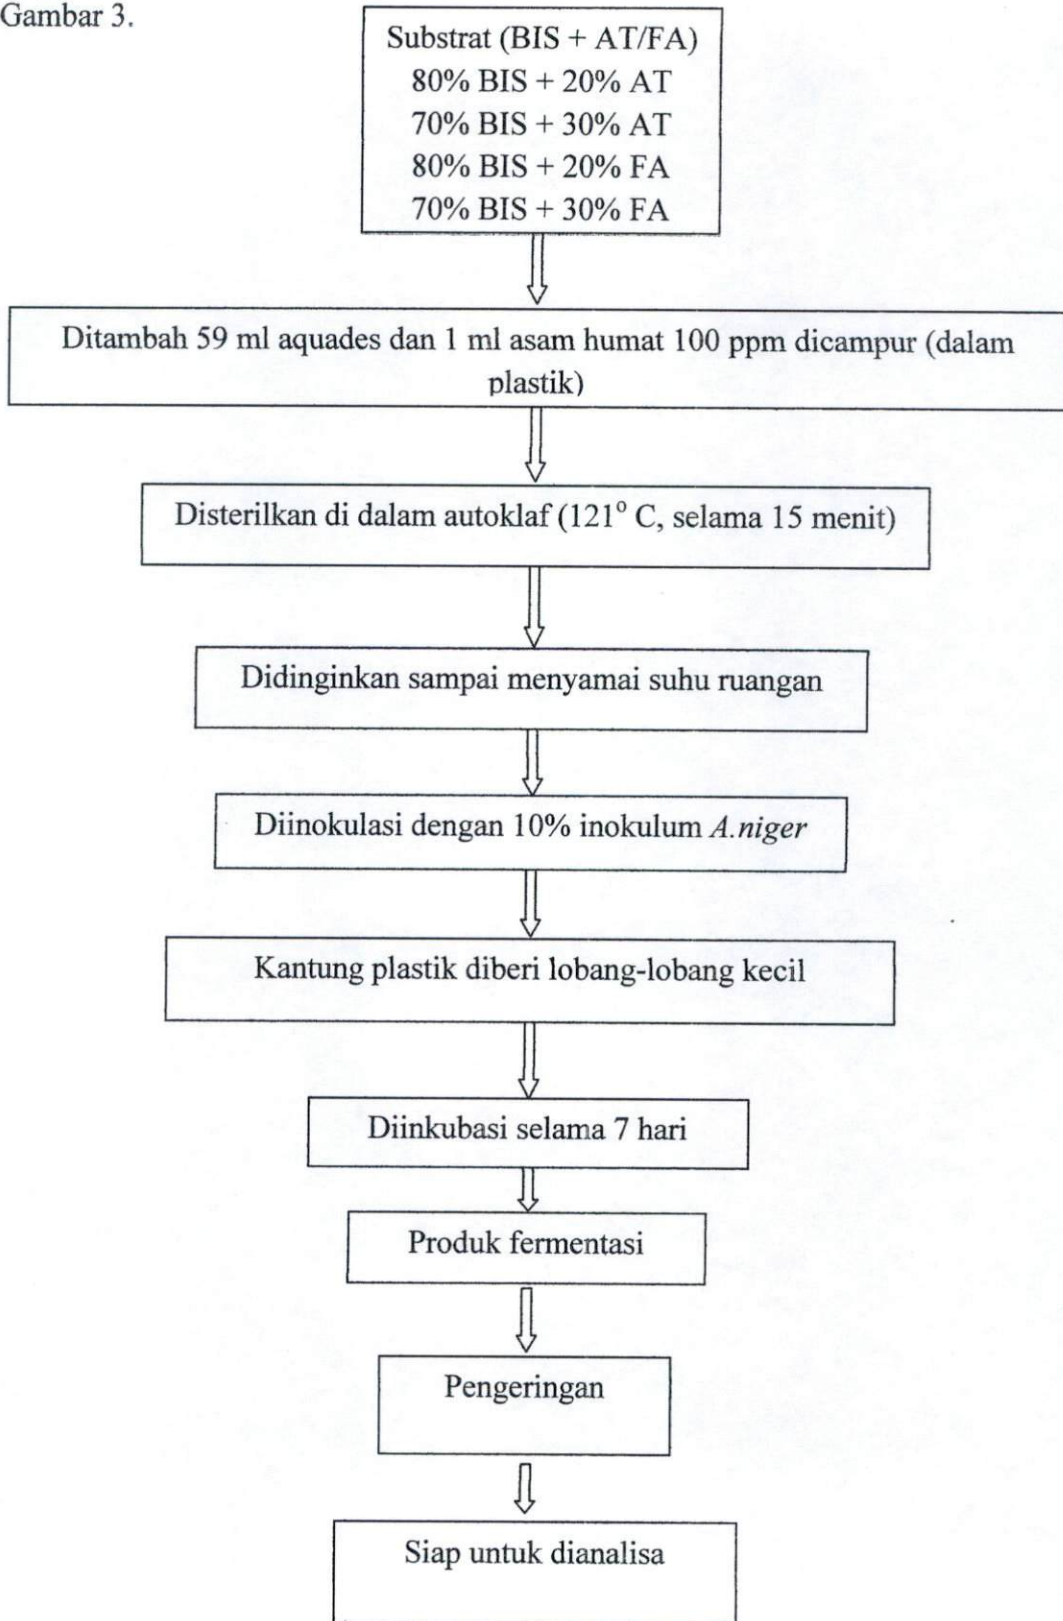 Gambar 3.
Substrat (BIS + AT/FA)
80% BIS + 20% AT
70% BIS + 30% AT
80% BIS + 20% FA
70% BIS + 30% FA
Ditambah 59 ml aquades dan 1 ml asam humat 100 ppm dicampur (dalam
plastik)
Disterilkan di dalam autoklaf (121° C, selama 15 menit)
Didinginkan sampai menyamai suhu ruangan
Diinokulasi dengan 10% inokulum A.niger
Kantung plastik diberi lobang-lobang kecil
Diinkubasi selama 7 hari
Produk fermentasi
Pengeringan
Siap untuk dianalisa